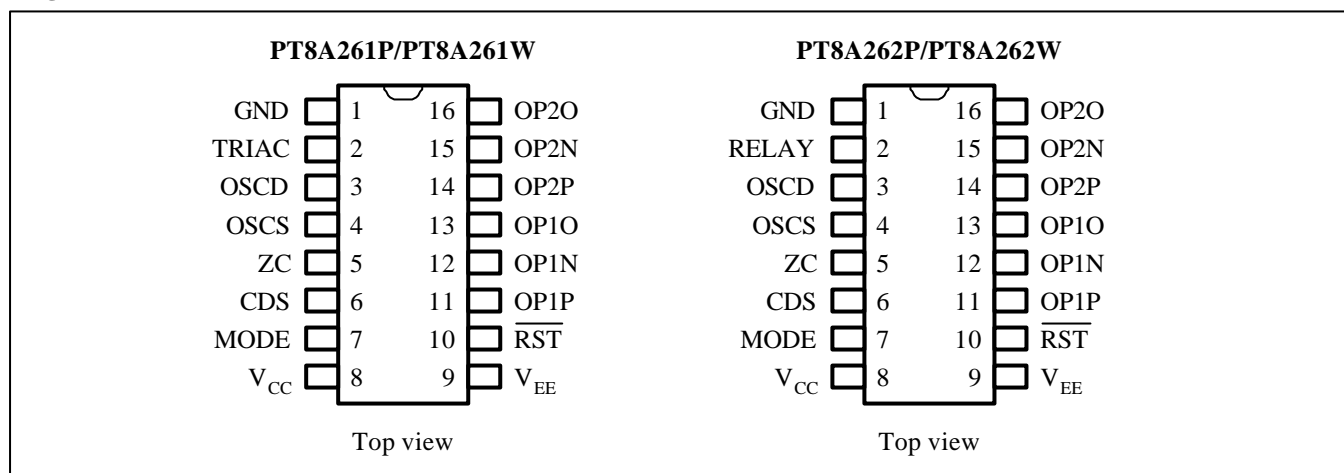 PT8A261P/PT8A261W
GND 1 16 OP2O
TRIAC 2 15 OP2N
OSCD 3 14 OP2P
OSCS 4 13 OP1O
ZC 5 12 OP1N
CDS 6 11 OP1P
MODE 7 10 RST
VCC 8 9 VEE
Top view
PT8A262P/PT8A262W
GND 1 16 OP2O
RELAY 2 15 OP2N
OSCD 3 14 OP2P
OSCS 4 13 OP1O
ZC 5 12 OP1N
CDS 6 11 OP1P
MODE 7 10 RST
VCC 8 9 VEE
Top view